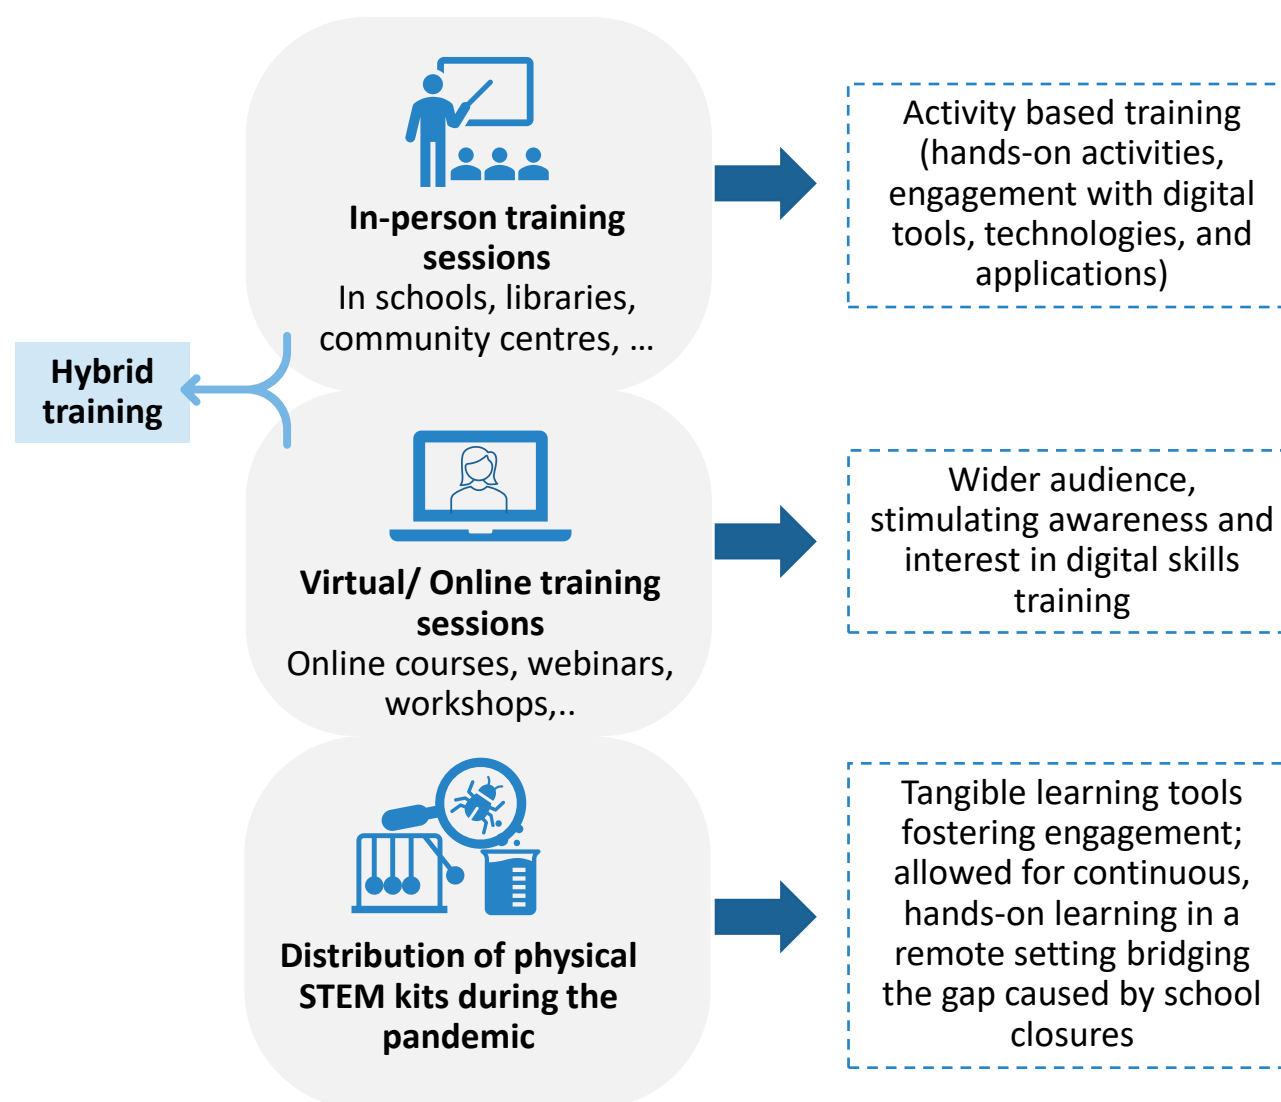 In-person training
sessions
In schools, libraries,
community centres, ...
Activity based training
(hands-on activities,
engagement with digital
tools, technologies, and
applications)
Hybrid
training
Virtual/ Online training
sessions
Online courses, webinars,
workshops,..
Wider audience,
stimulating awareness and
interest in digital skills
training
Distribution of physical
STEM kits during the
pandemic
Tangible learning tools
fostering engagement;
allowed for continuous,
hands-on learning in a
remote setting bridging
the gap caused by school
closures